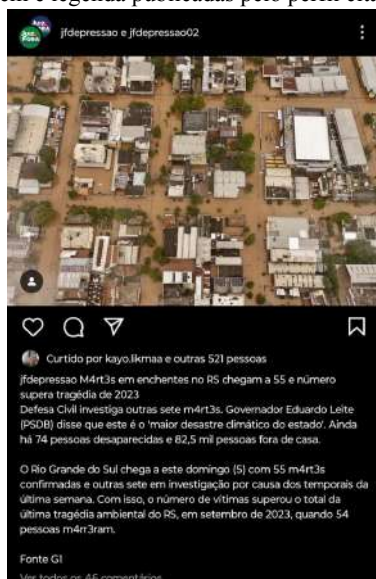 jfdepressao e jfdepressao02
Curtido por kayo.likmaa e outras 521 pessoas
jfdepressao M4rt3s em enchentes no RS chegam a 55 e número
supera tragédia de 2023
Defesa Civil investiga outras sete m4rt3s. Governador Eduardo Leite
(PSDB) disse que este é o 'maior desastre climático do estado'. Ainda
há 74 pessoas desaparecidas e 82,5 mil pessoas fora de casa.
O Rio Grande do Sul chega a este domingo (5) com 55 m4rt3s
confirmadas e outras sete em investigação por causa dos temporais da
última semana. Com isso, o número de vítimas superou o total da
última tragédia ambiental do RS, em setembro de 2023, quando 54
pessoas m4rr3ram.
Fonte G1
Ver todos os 46 comentários